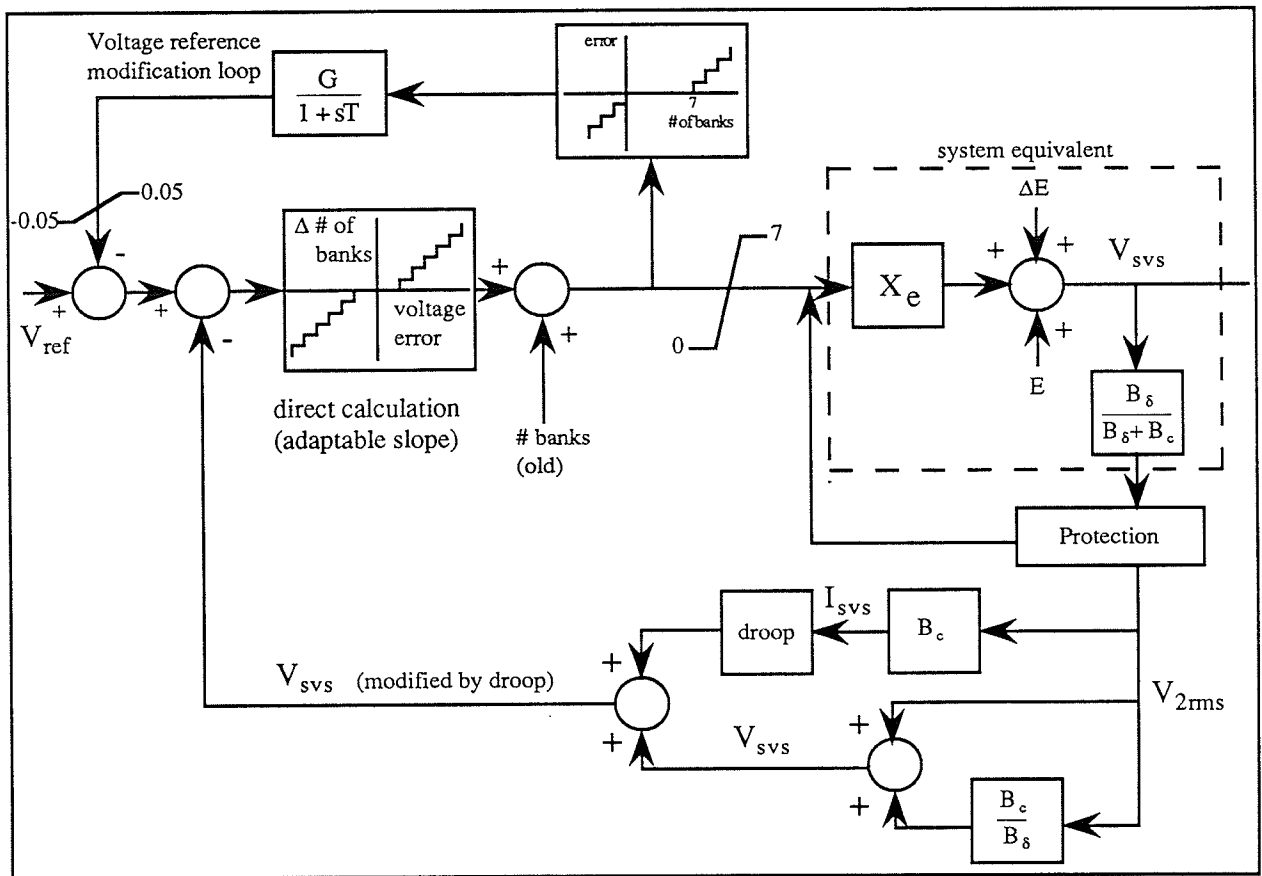 Voltage reference
modification loop
G
1+sT
error
7
# of banks
system equivalent
-0.05
0.05
ΔE
Δ # of
banks
voltage
error
+
+
7
0
X e
+
+
+
V svs
E
-
+
V ref
+
-
direct calculation
(adaptable slope)
# banks
(old)
B δ
B δ + B c
Protection
droop
I svs
B c
+
+
V svs (modified by droop)
V 2rms
V svs
+
+
B c
B δ